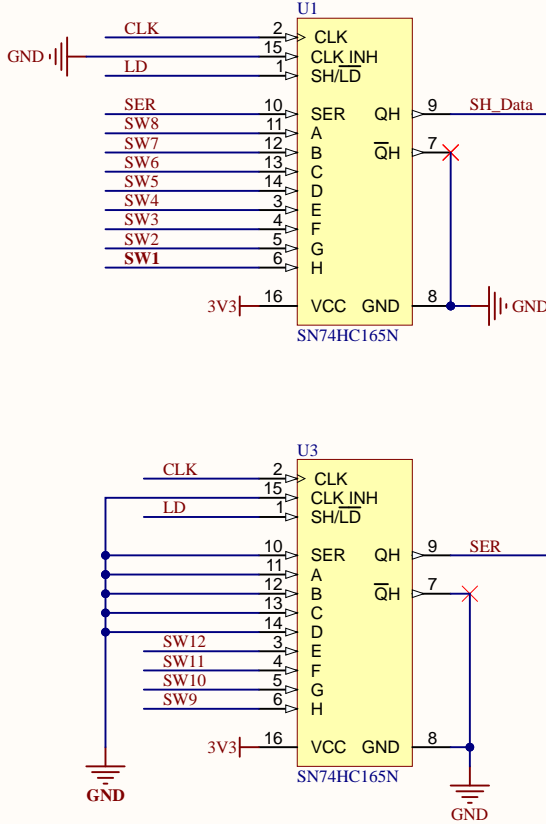 U1
CLK 2 CLK
GND 15 CLK INH
LD 1 SH/LD
SER 10 SER QH 9 SH_Data
SW8 11 A
SW7 12 B QH 7
SW6 13 C
SW5 14 D
SW4 3 E
SW3 4 F
SW2 5 G
SW1 6 H
3V3 16 VCC GND 8 GND
SN74HC165N
U3
CLK 2 CLK
15 CLK INH
LD 1 SH/LD
10 SER QH 9 SER
11 A
12 B QH 7
13 C
14 D
SW12 3 E
SW11 4 F
SW10 5 G
SW9 6 H
3V3 16 VCC GND 8
SN74HC165N
GND
GND